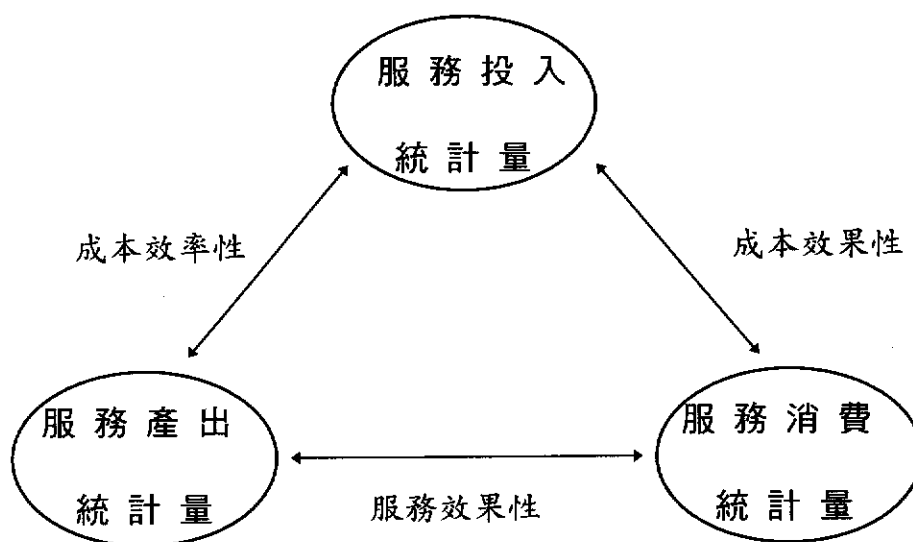 服務投入
統計量
成本效率性
成本效果性
服務產出
統計量
服務消費
統計量
服務效果性